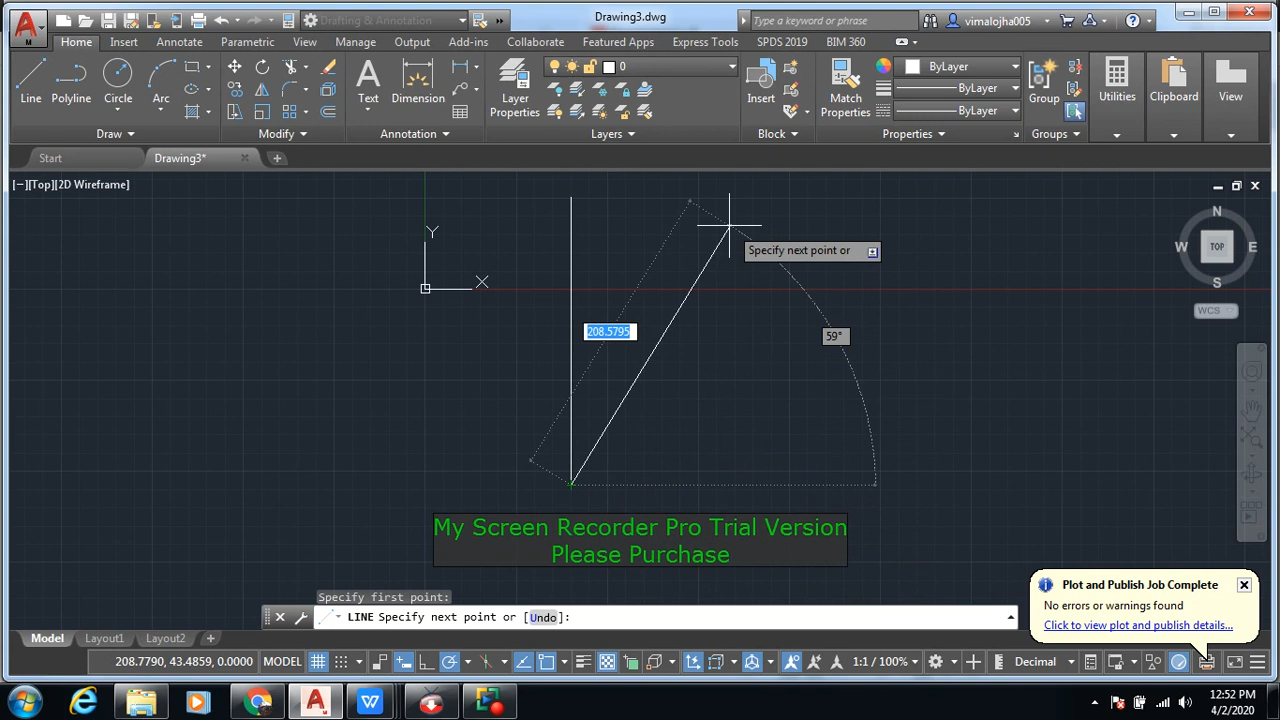 Drafting & Annotation
Drawing3.dwg
Type a keyword or phrase
vimalojha005
Home
Insert
Annotate
Parametric
View
Manage
Output
Add-ins
Collaborate
Featured Apps
Express Tools
SPDS 2019
BIM 360
Line
Polyline
Circle
Arc
Text
Dimension
Layer Properties
0
Insert
Match Properties
ByLayer
ByLayer
ByLayer
Group
Utilities
Clipboard
View
Draw
Modify
Annotation
Layers
Block
Properties
Groups
Start
Drawing3*
[−][Top][2D Wireframe]
Y
X
Specify next point or
208.5795
59°
N
W
TOP
E
S
WCS
My Screen Recorder Pro Trial Version
Please Purchase
Specify first point:
LINE Specify next point or [Undo]:
Plot and Publish Job Complete
No errors or warnings found
Click to view plot and publish details...
Model
Layout1
Layout2
208.7790, 43.4859, 0.0000
MODEL
1:1 / 100%
Decimal
12:52 PM
4/2/2020